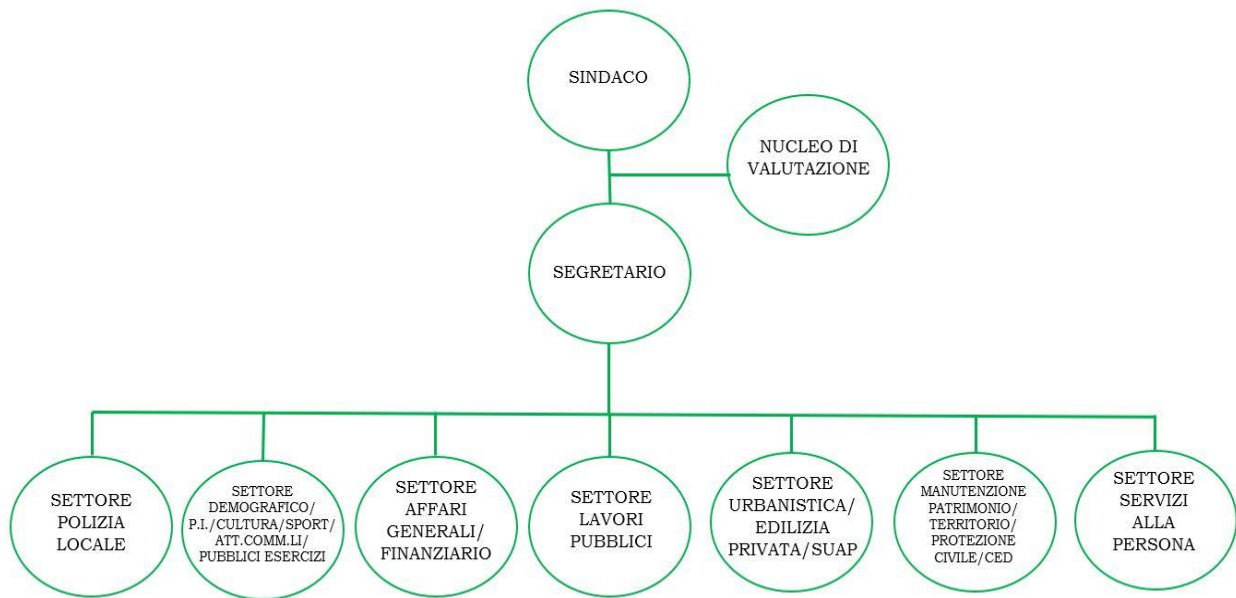 SINDACO
NUCLEO DI
VALUTAZIONE
SEGRETARIO
SETTORE
POLIZIA
LOCALE
SETTORE
DEMOGRAFICO/
P.I./CULTURA/SPORT/
ATT.COMM.LI/
PUBBLICI ESERCIZI
SETTORE
AFFARI
GENERALI/
FINANZIARIO
SETTORE
LAVORI
PUBBLICI
SETTORE
URBANISTICA/
EDILIZIA
PRIVATA/SUAP
SETTORE
MANUTENZIONE
PATRIMONIO/
TERRITORIO/
PROTEZIONE
CIVILE/CED
SETTORE
SERVIZI
ALLA
PERSONA